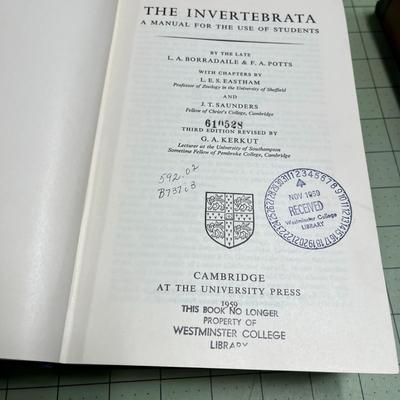 THE INVERTEBRATA
A MANUAL FOR THE USE OF STUDENTS
BY THE LATE
L. A. BORRADAILE & F. A. POTTS
WITH CHAPTERS BY
L. E. S. EASTHAM
Professor of Zoology in the University of Sheffield
AND
J. T. SAUNDERS
Fellow of Christ's College, Cambridge
610528
THIRD EDITION REVISED BY
G. A. KERKUT
Lecturer at the University of Southampton
Sometime Fellow of Pembroke College, Cambridge
592.02
B737i3
NOV 1959
RECEIVED
Westminster College
LIBRARY
CAMBRIDGE
AT THE UNIVERSITY PRESS
1959
THIS BOOK NO LONGER
PROPERTY OF
WESTMINSTER COLLEGE
LIBRARY